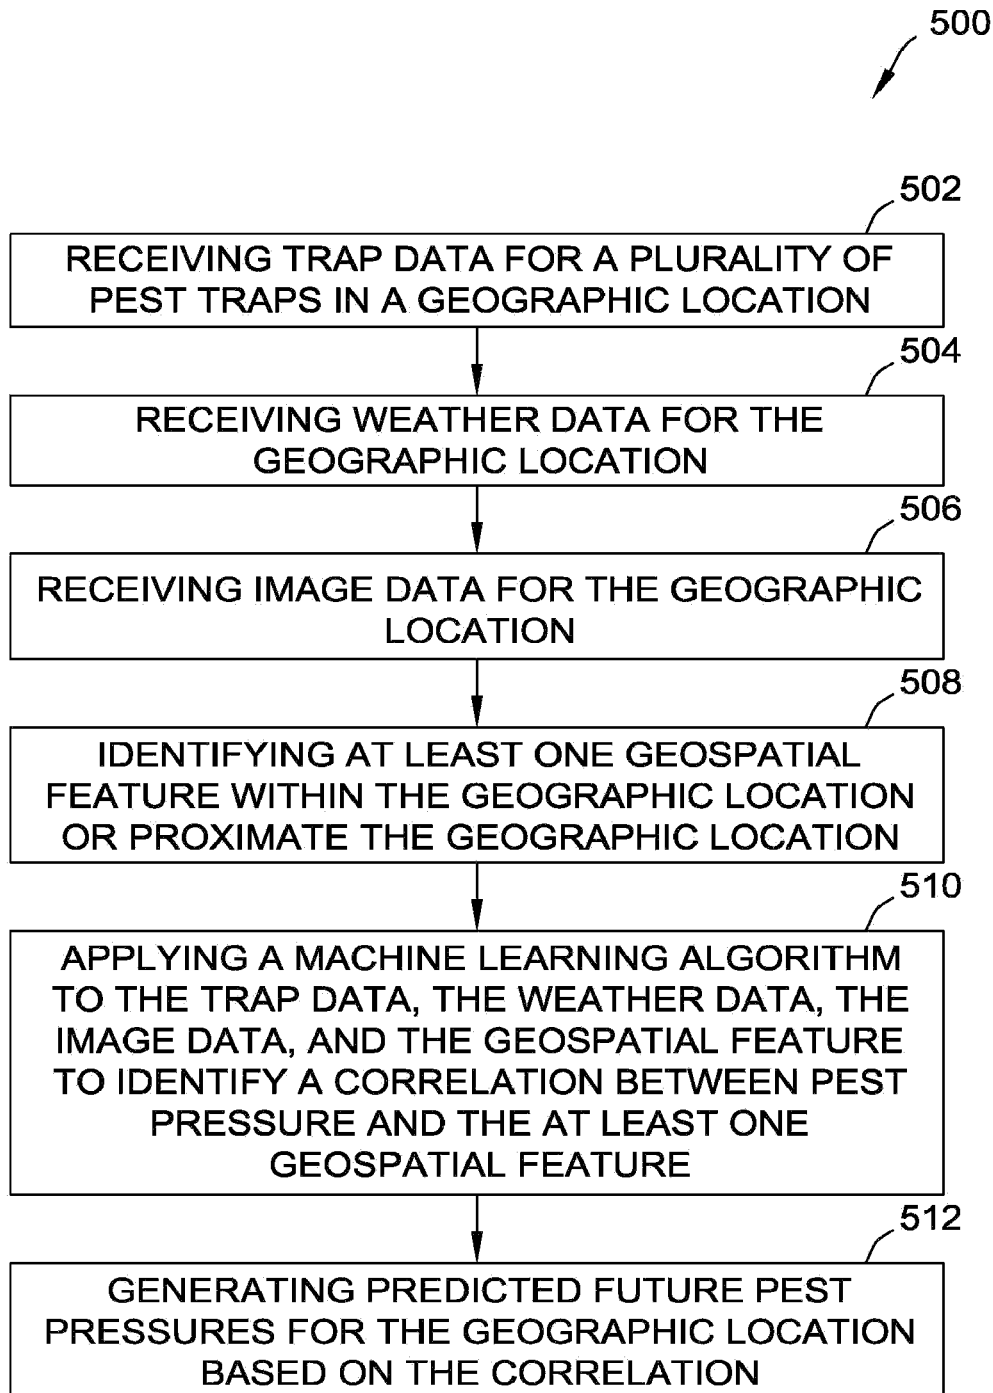 500
502
RECEIVING TRAP DATA FOR A PLURALITY OF
PEST TRAPS IN A GEOGRAPHIC LOCATION
504
RECEIVING WEATHER DATA FOR THE
GEOGRAPHIC LOCATION
506
RECEIVING IMAGE DATA FOR THE GEOGRAPHIC
LOCATION
508
IDENTIFYING AT LEAST ONE GEOSPATIAL
FEATURE WITHIN THE GEOGRAPHIC LOCATION
OR PROXIMATE THE GEOGRAPHIC LOCATION
510
APPLYING A MACHINE LEARNING ALGORITHM
TO THE TRAP DATA, THE WEATHER DATA, THE
IMAGE DATA, AND THE GEOSPATIAL FEATURE
TO IDENTIFY A CORRELATION BETWEEN PEST
PRESSURE AND THE AT LEAST ONE
GEOSPATIAL FEATURE
512
GENERATING PREDICTED FUTURE PEST
PRESSURES FOR THE GEOGRAPHIC LOCATION
BASED ON THE CORRELATION